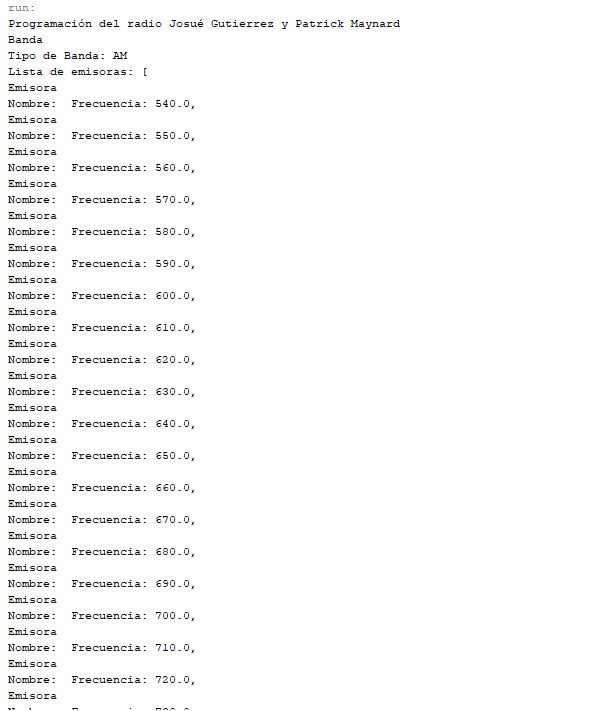 run:
Programación del radio Josué Gutierrez y Patrick Maynard
Banda
Tipo de Banda: AM
Lista de emisoras: [
Emisora
Nombre:  Frecuencia: 540.0,
Emisora
Nombre:  Frecuencia: 550.0,
Emisora
Nombre:  Frecuencia: 560.0,
Emisora
Nombre:  Frecuencia: 570.0,
Emisora
Nombre:  Frecuencia: 580.0,
Emisora
Nombre:  Frecuencia: 590.0,
Emisora
Nombre:  Frecuencia: 600.0,
Emisora
Nombre:  Frecuencia: 610.0,
Emisora
Nombre:  Frecuencia: 620.0,
Emisora
Nombre:  Frecuencia: 630.0,
Emisora
Nombre:  Frecuencia: 640.0,
Emisora
Nombre:  Frecuencia: 650.0,
Emisora
Nombre:  Frecuencia: 660.0,
Emisora
Nombre:  Frecuencia: 670.0,
Emisora
Nombre:  Frecuencia: 680.0,
Emisora
Nombre:  Frecuencia: 690.0,
Emisora
Nombre:  Frecuencia: 700.0,
Emisora
Nombre:  Frecuencia: 710.0,
Emisora
Nombre:  Frecuencia: 720.0,
Emisora